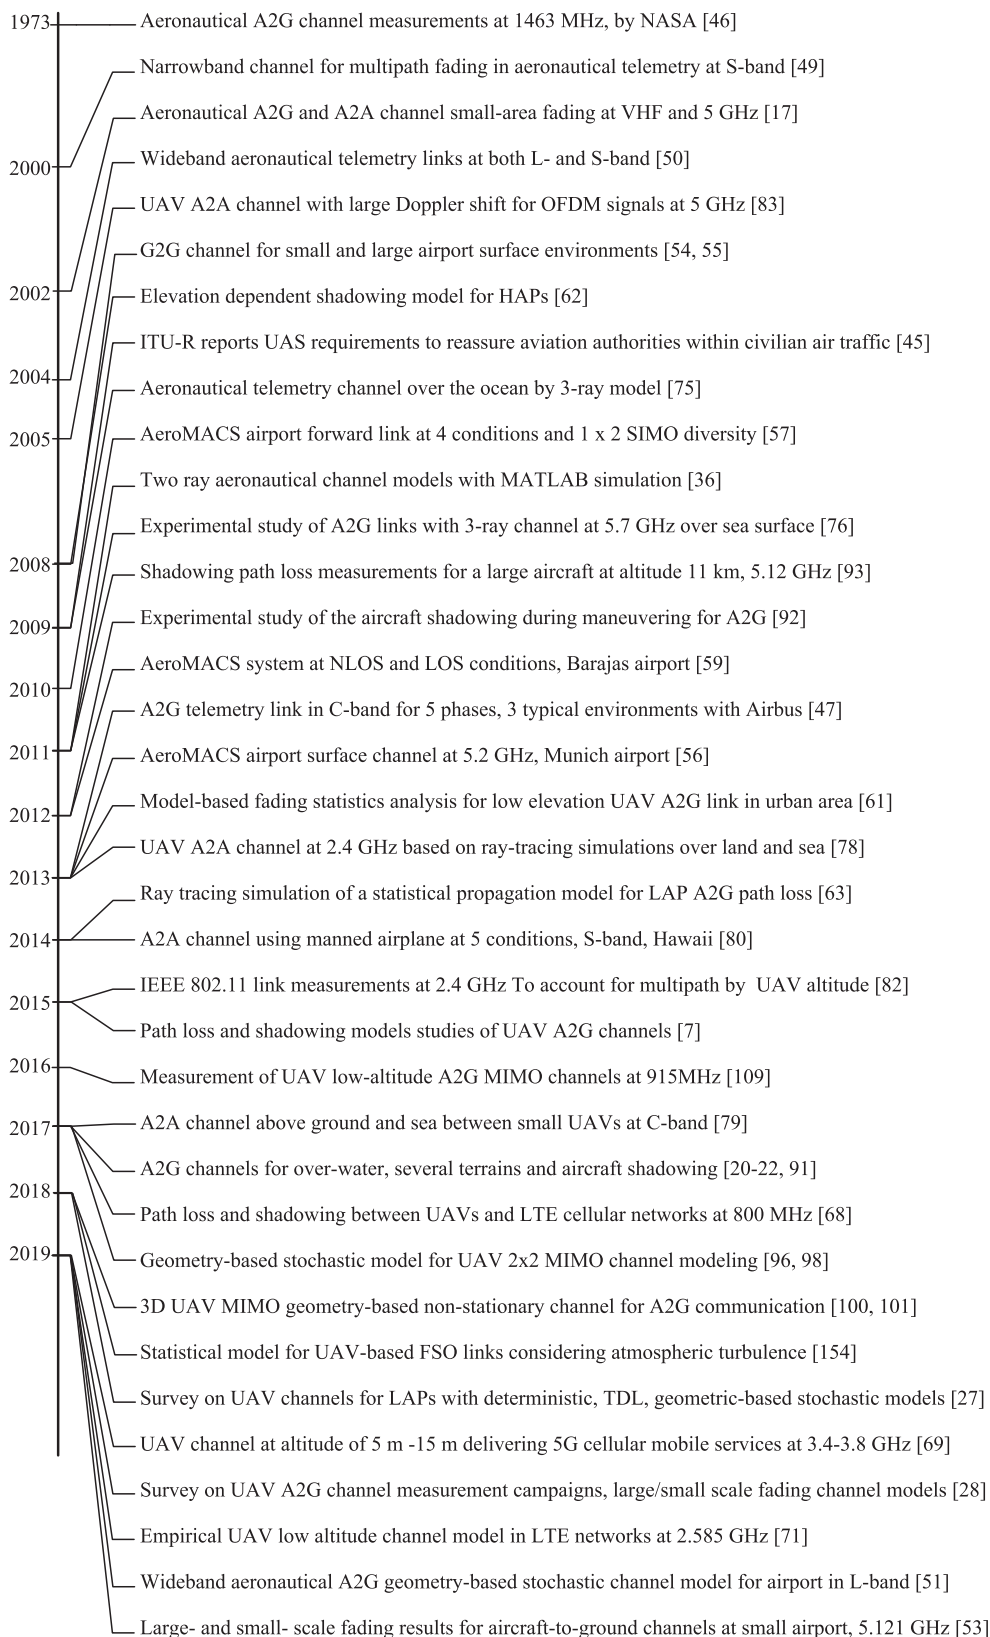 1973 Aeronautical A2G channel measurements at 1463 MHz, by NASA [46]
Narrowband channel for multipath fading in aeronautical telemetry at S-band [49]
Aeronautical A2G and A2A channel small-area fading at VHF and 5 GHz [17]
Wideband aeronautical telemetry links at both L- and S-band [50]
2000
UAV A2A channel with large Doppler shift for OFDM signals at 5 GHz [83]
G2G channel for small and large airport surface environments [54, 55]
2002
Elevation dependent shadowing model for HAPs [62]
ITU-R reports UAS requirements to reassure aviation authorities within civilian air traffic [45]
2004
Aeronautical telemetry channel over the ocean by 3-ray model [75]
2005
AeroMACS airport forward link at 4 conditions and 1 x 2 SIMO diversity [57]
Two ray aeronautical channel models with MATLAB simulation [36]
Experimental study of A2G links with 3-ray channel at 5.7 GHz over sea surface [76]
2008
Shadowing path loss measurements for a large aircraft at altitude 11 km, 5.12 GHz [93]
Experimental study of the aircraft shadowing during maneuvering for A2G [92]
2009
AeroMACS system at NLOS and LOS conditions, Barajas airport [59]
2010
A2G telemetry link in C-band for 5 phases, 3 typical environments with Airbus [47]
2011
AeroMACS airport surface channel at 5.2 GHz, Munich airport [56]
Model-based fading statistics analysis for low elevation UAV A2G link in urban area [61]
2012
UAV A2A channel at 2.4 GHz based on ray-tracing simulations over land and sea [78]
2013
Ray tracing simulation of a statistical propagation model for LAP A2G path loss [63]
2014
A2A channel using manned airplane at 5 conditions, S-band, Hawaii [80]
IEEE 802.11 link measurements at 2.4 GHz To account for multipath by UAV altitude [82]
2015
Path loss and shadowing models studies of UAV A2G channels [7]
2016
Measurement of UAV low-altitude A2G MIMO channels at 915MHz [109]
A2A channel above ground and sea between small UAVs at C-band [79]
2017
A2G channels for over-water, several terrains and aircraft shadowing [20-22, 91]
2018
Path loss and shadowing between UAVs and LTE cellular networks at 800 MHz [68]
2019
Geometry-based stochastic model for UAV 2x2 MIMO channel modeling [96, 98]
3D UAV MIMO geometry-based non-stationary channel for A2G communication [100, 101]
Statistical model for UAV-based FSO links considering atmospheric turbulence [154]
Survey on UAV channels for LAPs with deterministic, TDL, geometric-based stochastic models [27]
UAV channel at altitude of 5 m -15 m delivering 5G cellular mobile services at 3.4-3.8 GHz [69]
Survey on UAV A2G channel measurement campaigns, large/small scale fading channel models [28]
Empirical UAV low altitude channel model in LTE networks at 2.585 GHz [71]
Wideband aeronautical A2G geometry-based stochastic channel model for airport in L-band [51]
Large- and small- scale fading results for aircraft-to-ground channels at small airport, 5.121 GHz [53]